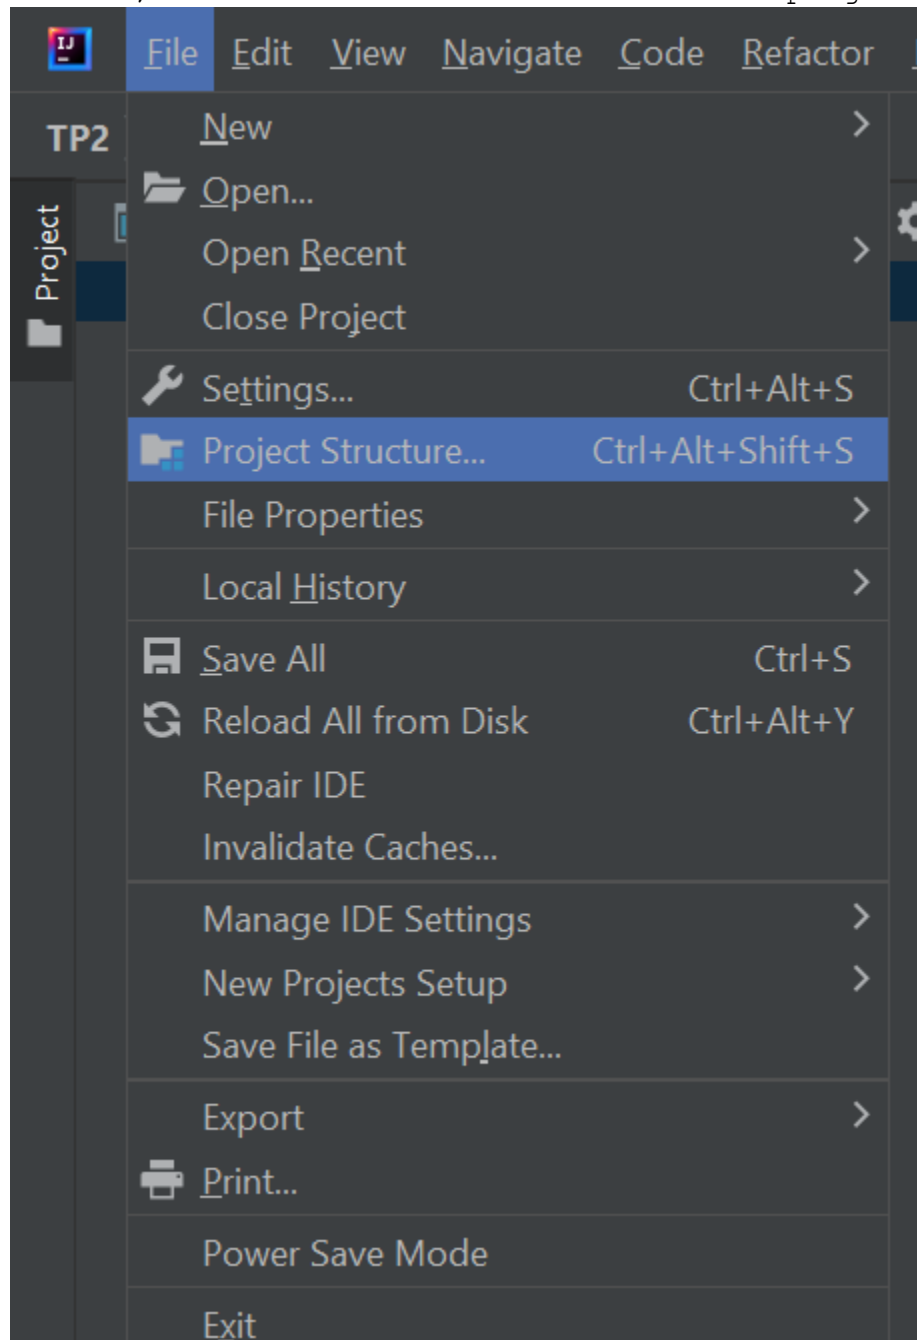 IJ
File Edit View Navigate Code Refactor
TP2
Project
New
Open...
Open Recent
Close Project
Settings... Ctrl+Alt+S
Project Structure... Ctrl+Alt+Shift+S
File Properties
Local History
Save All Ctrl+S
Reload All from Disk Ctrl+Alt+Y
Repair IDE
Invalidate Caches...
Manage IDE Settings
New Projects Setup
Save File as Template...
Export
Print...
Power Save Mode
Exit